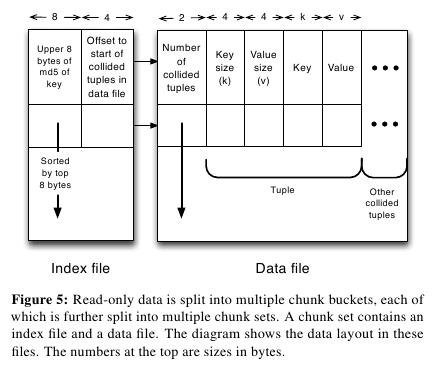 8 4 2 4 4 k v
Upper 8
bytes of
md5 of
key
Offset to
start of
collided
tuples in
data file
Number
of
collided
tuples
Key
size
(k)
Value
size
(v)
Key
Value
•••
•••
Sorted
by top
8 bytes
Tuple
Other
collided
tuples
Index file
Data file
Figure 5: Read-only data is split into multiple chunk buckets, each of
which is further split into multiple chunk sets. A chunk set contains an
index file and a data file. The diagram shows the data layout in these
files. The numbers at the top are sizes in bytes.